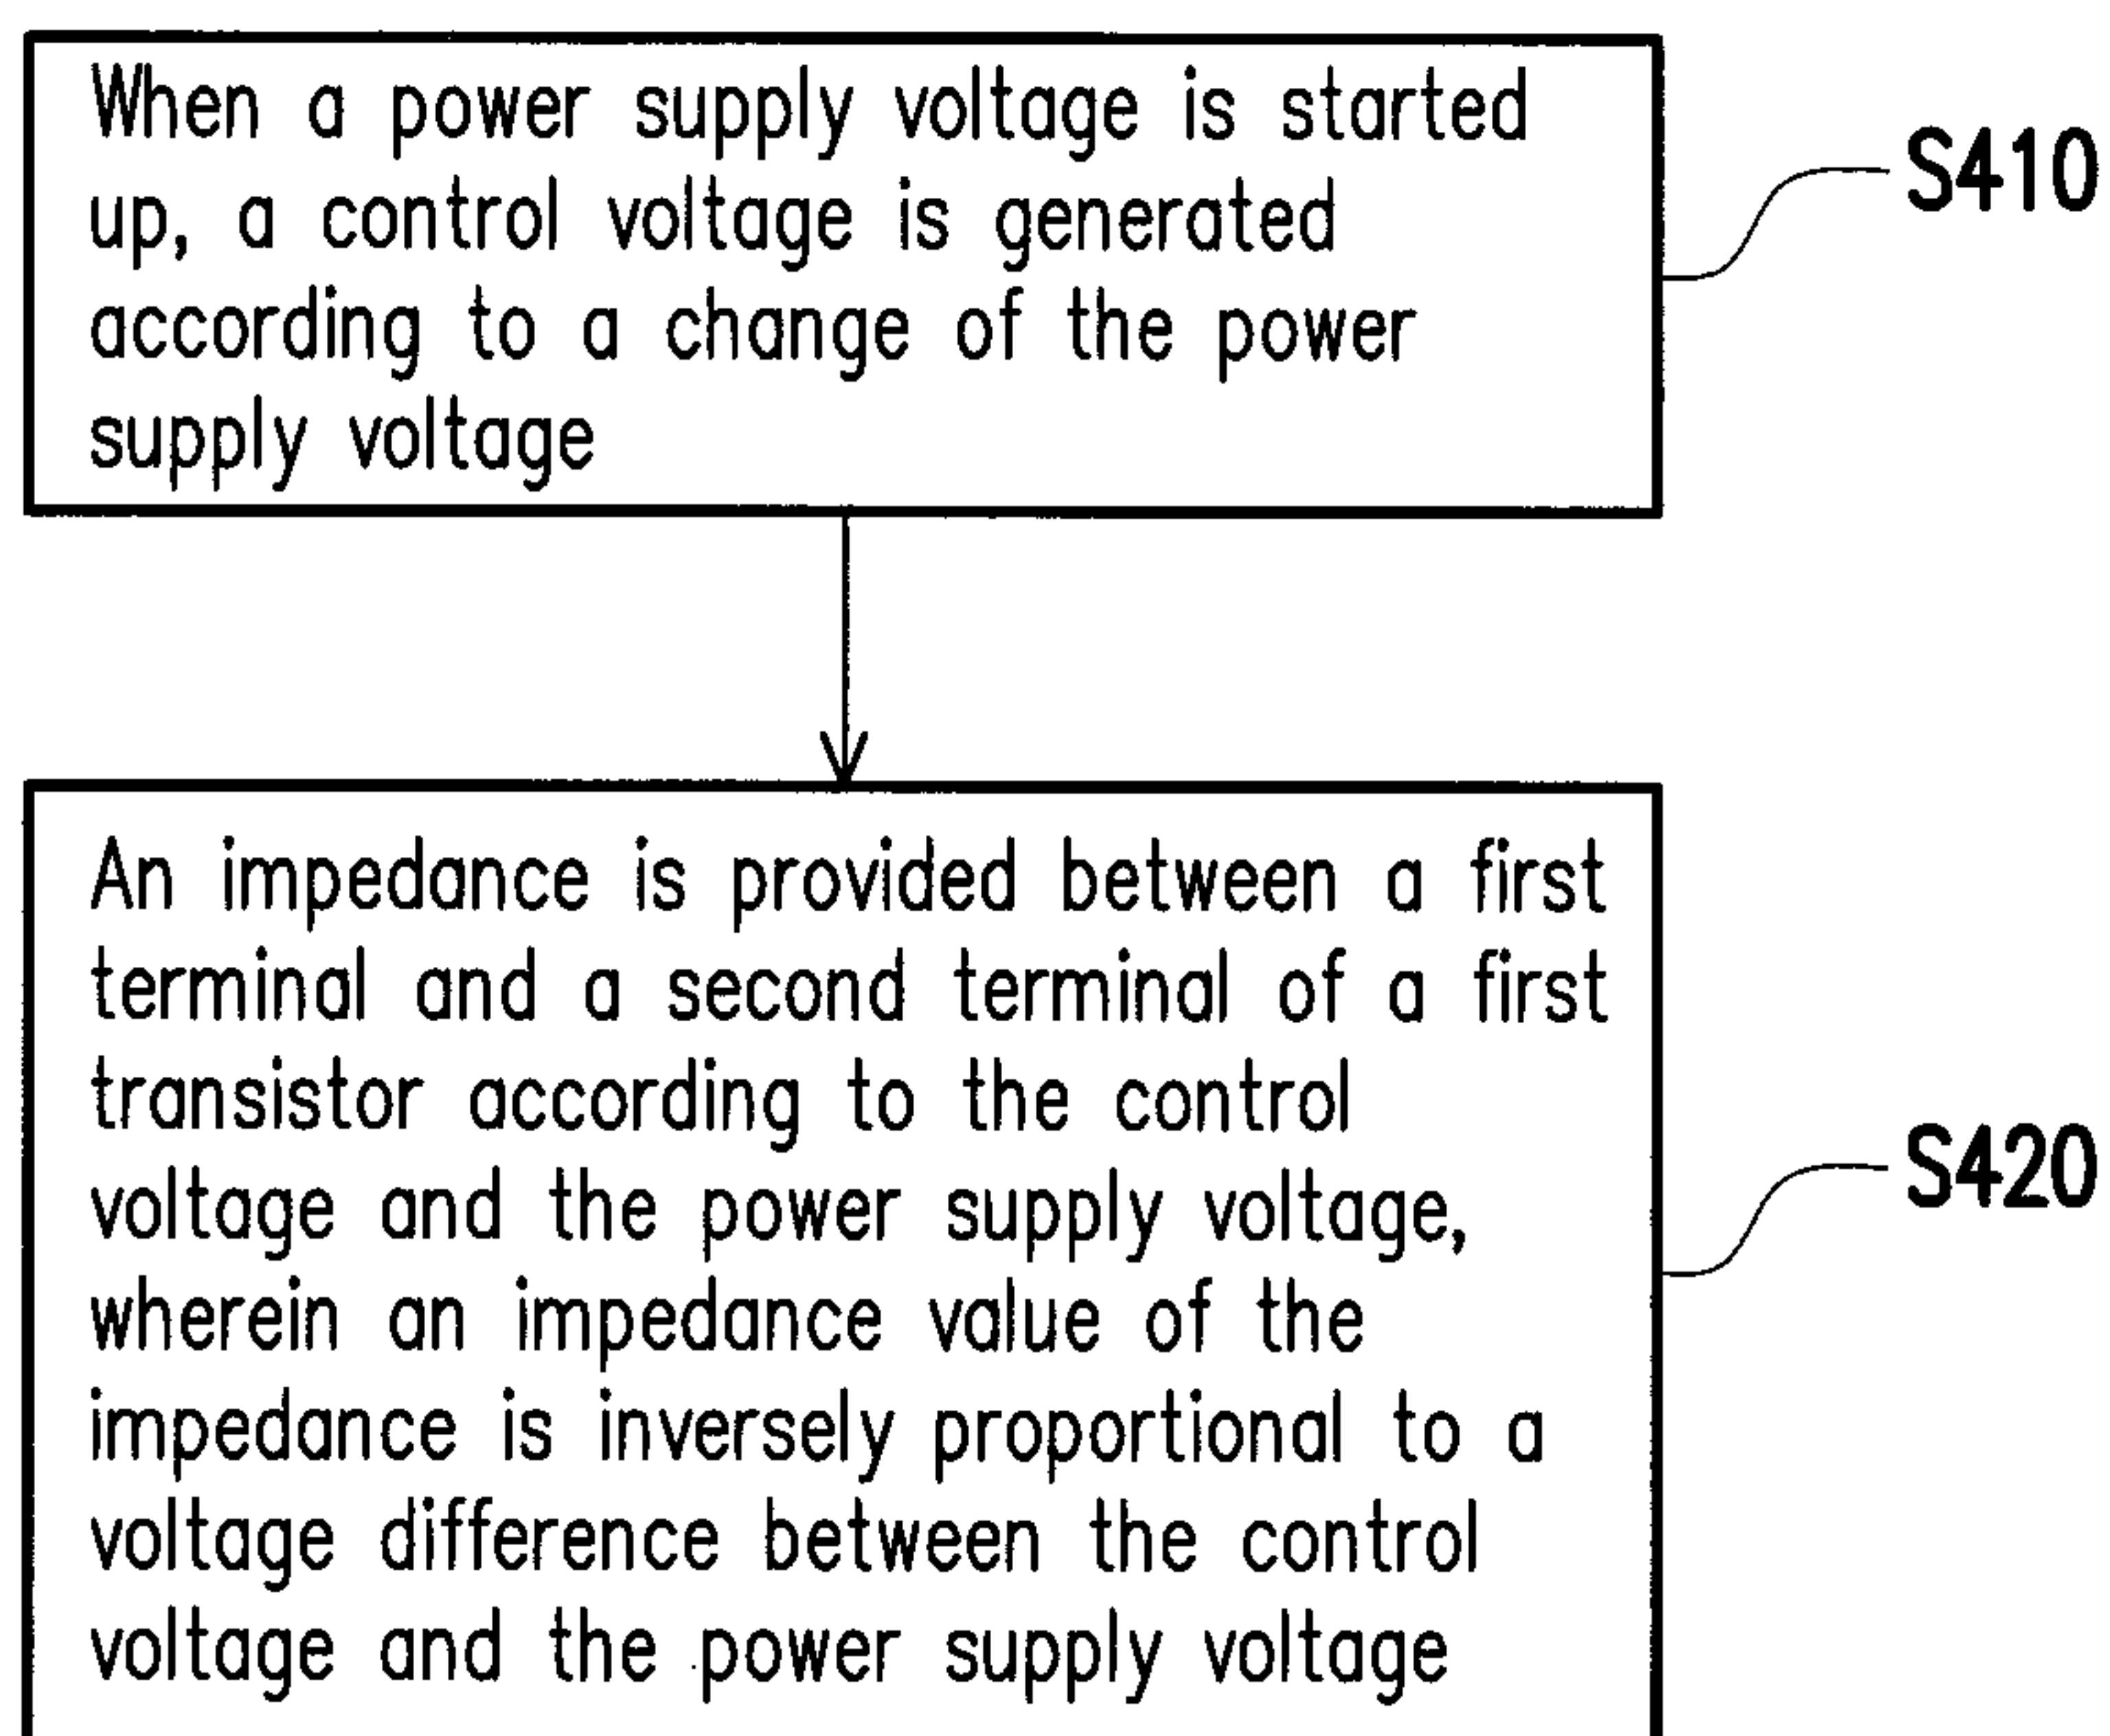 When a power supply voltage is started
up, a control voltage is generated
according to a change of the power
supply voltage
S410
An impedance is provided between a first
terminal and a second terminal of a first
transistor according to the control
voltage and the power supply voltage,
wherein an impedance value of the
impedance is inversely proportional to a
voltage difference between the control
voltage and the power supply voltage
S420